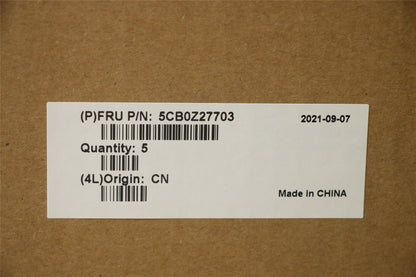 (P)FRU P/N: 5CB0Z27703
2021-09-07
Quantity: 5
(4L)Origin: CN
Made in CHINA